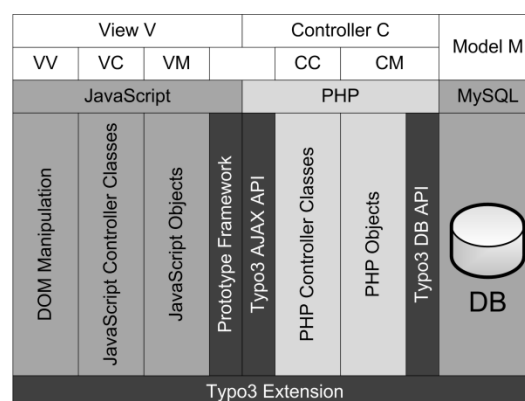 View V
Controller C
Model M
VV
VC
VM
CC
CM
JavaScript
PHP
MySQL
DOM Manipulation
JavaScript Controller Classes
JavaScript Objects
Prototype Framework
Typo3 AJAX API
PHP Controller Classes
PHP Objects
Typo3 DB API
DB
Typo3 Extension